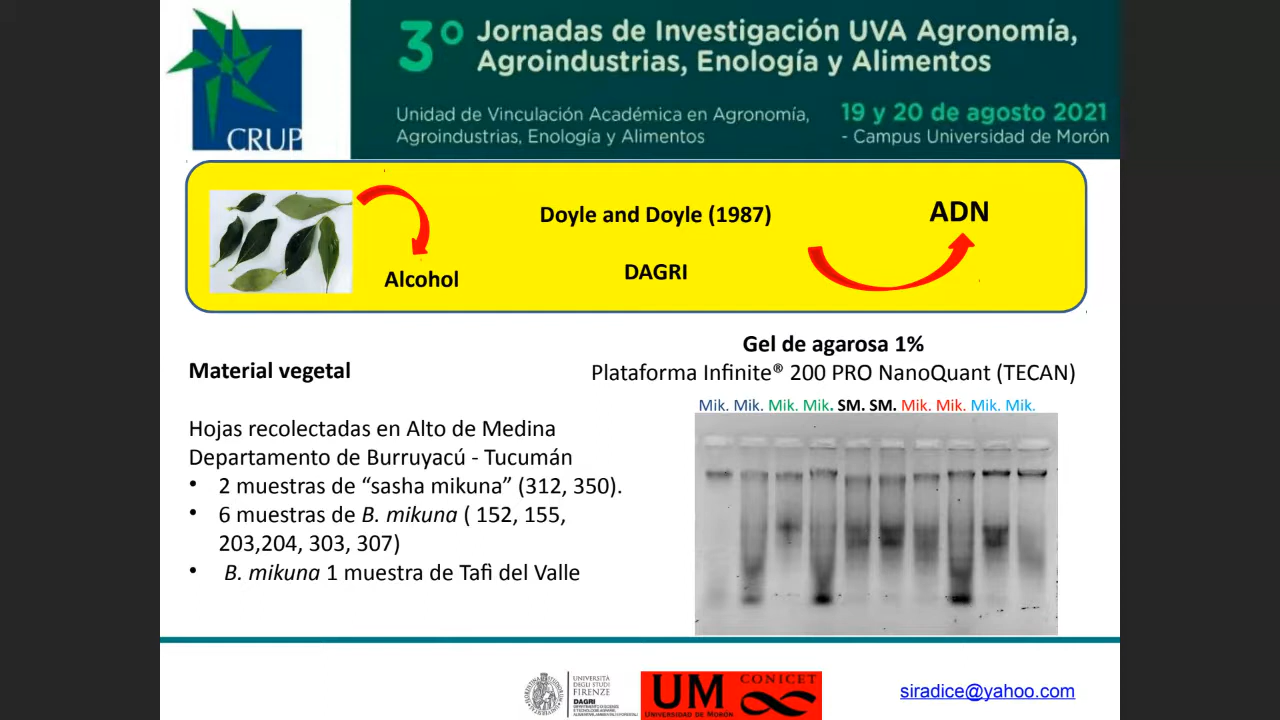 CRUP
3º Jornadas de Investigación UVA Agronomía,
Agroindustrias, Enología y Alimentos
Unidad de Vinculación Académica en Agronomía,
Agroindustrias, Enología y Alimentos
19 y 20 de agosto 2021
- Campus Universidad de Morón
Alcohol
Doyle and Doyle (1987)
DAGRI
ADN
Material vegetal
Hojas recolectadas en Alto de Medina
Departamento de Burruyacú - Tucumán
• 2 muestras de “sasha mikuna” (312, 350).
• 6 muestras de B. mikuna ( 152, 155,
203,204, 303, 307)
• B. mikuna 1 muestra de Tafi del Valle
Gel de agarosa 1%
Plataforma Infinite® 200 PRO NanoQuant (TECAN)
Mik. Mik. Mik. Mik. SM. SM. Mik. Mik. Mik. Mik.
UNIVERSITÀ
DEGLI STUDI
FIRENZE
DAGRI
UM
UNIVERSIDAD DE MORÓN
CONICET
siradice@yahoo.com